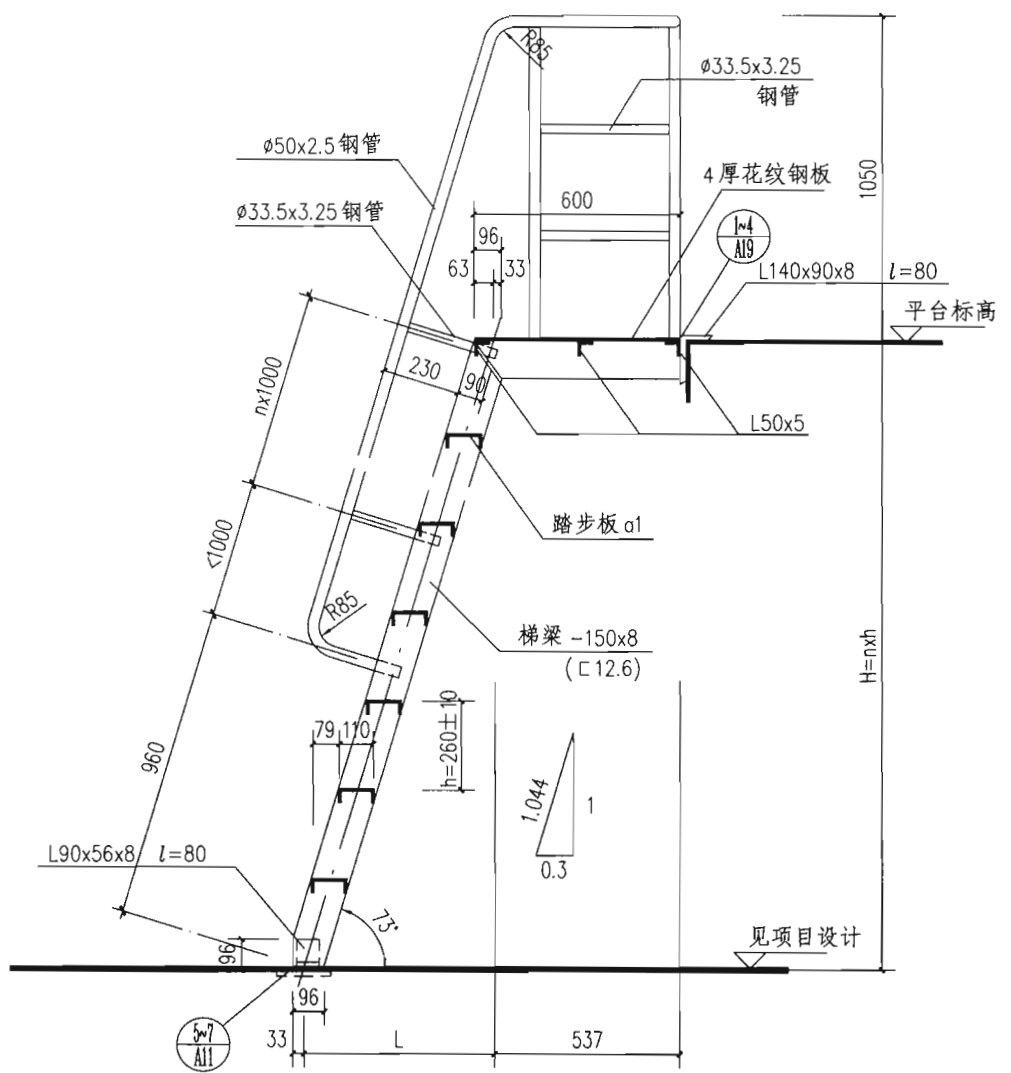 R85
ø33.5x3.25
钢管
ø50x2.5钢管
4厚花纹钢板
1050
ø33.5x3.25钢管
600
96
1~4
A19
63
33
L140x90x8 l=80
平台标高
230
90
nx1000
L50x5
踏步板a1
<1000
R85
梯梁 -150x8
(⊏12.6)
H=nxh
79
110
h=260±10
960
1.044
1
0.3
L90x56x8 l=80
73°
见项目设计
96
96
5~7
A11
33
L
537